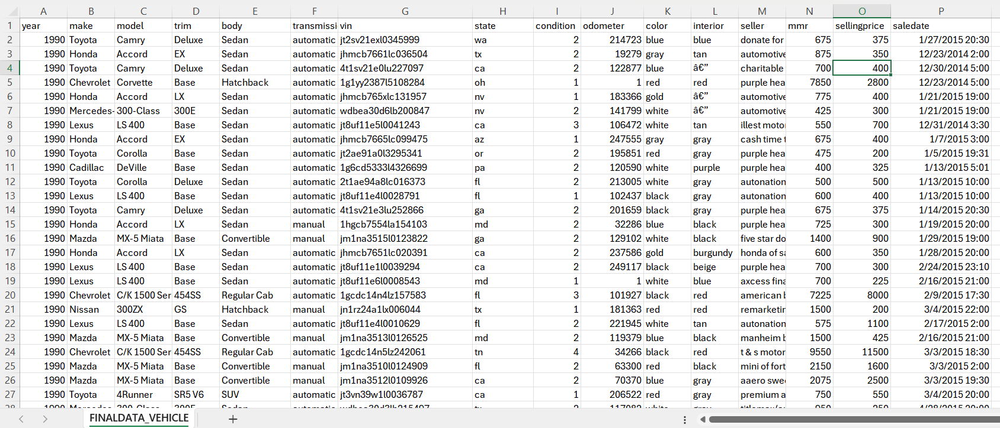 A B C D E F G H I J K L M N O P
1 year make model trim body transmissi vin state condition odometer color interior seller mmr sellingprice saledate
2 1990 Toyota Camry Deluxe Sedan automatic jt2sv21exl0345999 wa 2 214723 blue blue donate for 675 375 1/27/2015 20:30
3 1990 Honda Accord EX Sedan automatic jhmcb7661lc036504 tx 2 19279 gray tan automotive 875 350 12/23/2014 2:00
4 1990 Toyota Camry Deluxe Sedan automatic 4t1sv21e0lu227097 ca 2 122877 blue â€” charitable 700 400 12/30/2014 5:00
5 1990 Chevrolet Corvette Base Hatchback automatic 1g1yy2387l5108284 oh 1 1 red red purple hea 7850 2800 12/23/2014 5:00
6 1990 Honda Accord LX Sedan automatic jhmcb765xlc131957 nv 1 183366 gold â€” automotive 775 400 1/21/2015 19:00
7 1990 Mercedes- 300-Class 300E Sedan automatic wdbea30d6lb200847 nv 2 141799 white â€” automotive 425 300 1/21/2015 19:00
8 1990 Lexus LS 400 Base Sedan automatic jt8uf11e5l0041243 ca 3 106472 white tan illest motor 550 700 12/31/2014 3:30
9 1990 Honda Accord EX Sedan automatic jhmcb7665lc099475 az 1 247555 gray gray cash time t 675 400 1/7/2015 3:00
10 1990 Toyota Corolla Base Sedan automatic jt2ae91a0l3295341 or 2 195851 red gray purple hea 475 200 1/5/2015 19:31
11 1990 Cadillac DeVille Base Sedan automatic 1g6cd5333l4326699 pa 2 120590 white purple purple hea 400 325 1/13/2015 5:01
12 1990 Toyota Corolla Deluxe Sedan automatic 2t1ae94a8lc016373 fl 2 213005 white gray autonation 500 500 1/13/2015 10:00
13 1990 Lexus LS 400 Base Sedan automatic jt8uf11e4l0028791 fl 1 102437 black gray autonation 600 400 1/13/2015 10:00
14 1990 Toyota Camry Deluxe Sedan automatic 4t1sv21e3lu252866 ga 2 201659 black gray purple hea 675 375 1/14/2015 20:30
15 1990 Honda Accord LX Sedan manual 1hgcb7554la154103 md 2 32286 blue black purple hea 725 300 1/19/2015 20:00
16 1990 Mazda MX-5 Miata Base Convertible manual jm1na3515l0123822 ga 2 129102 white black five star do 1400 900 1/29/2015 19:00
17 1990 Honda Accord LX Sedan automatic jhmcb7651lc020391 ca 2 237586 gold burgundy honda of sa 600 350 1/28/2015 20:00
18 1990 Lexus LS 400 Base Sedan automatic jt8uf11e1l0039294 ca 2 249117 black beige purple hea 700 300 2/24/2015 23:10
19 1990 Lexus LS 400 Base Sedan automatic jt8uf11e6l0008543 md 1 1 white blue axcess fina 700 225 2/16/2015 21:00
20 1990 Chevrolet C/K 1500 Ser 454SS Regular Cab automatic 1gcdc14n4lz157583 fl 3 101927 black red american b 7225 8000 2/9/2015 17:30
21 1990 Nissan 300ZX GS Hatchback manual jn1rz24a1lx006044 tx 1 181363 red red remarketin 1500 200 3/4/2015 22:00
22 1990 Lexus LS 400 Base Sedan automatic jt8uf11e4l0010629 fl 2 221945 white tan autonation 575 1100 2/17/2015 2:00
23 1990 Mazda MX-5 Miata Base Convertible manual jm1na3513l0126525 md 2 119379 blue black manheim b 1500 425 2/16/2015 21:00
24 1990 Chevrolet C/K 1500 Ser 454SS Regular Cab automatic 1gcdc14n5lz242061 tn 4 34266 black red t & s motor 9550 11500 3/3/2015 18:30
25 1990 Mazda MX-5 Miata Base Convertible manual jm1na3510l0124909 fl 2 63300 red black mini of fort 2150 1600 3/3/2015 2:00
26 1990 Mazda MX-5 Miata Base Convertible manual jm1na3512l0109926 ca 2 70370 blue gray aaero swe 2075 2500 3/3/2015 19:30
27 1990 Toyota 4Runner SR5 V6 SUV automatic jt3vn39w1l0036787 ca 1 206522 red gray premium a 750 550 3/4/2015 20:00
FINALDATA_VEHICLE